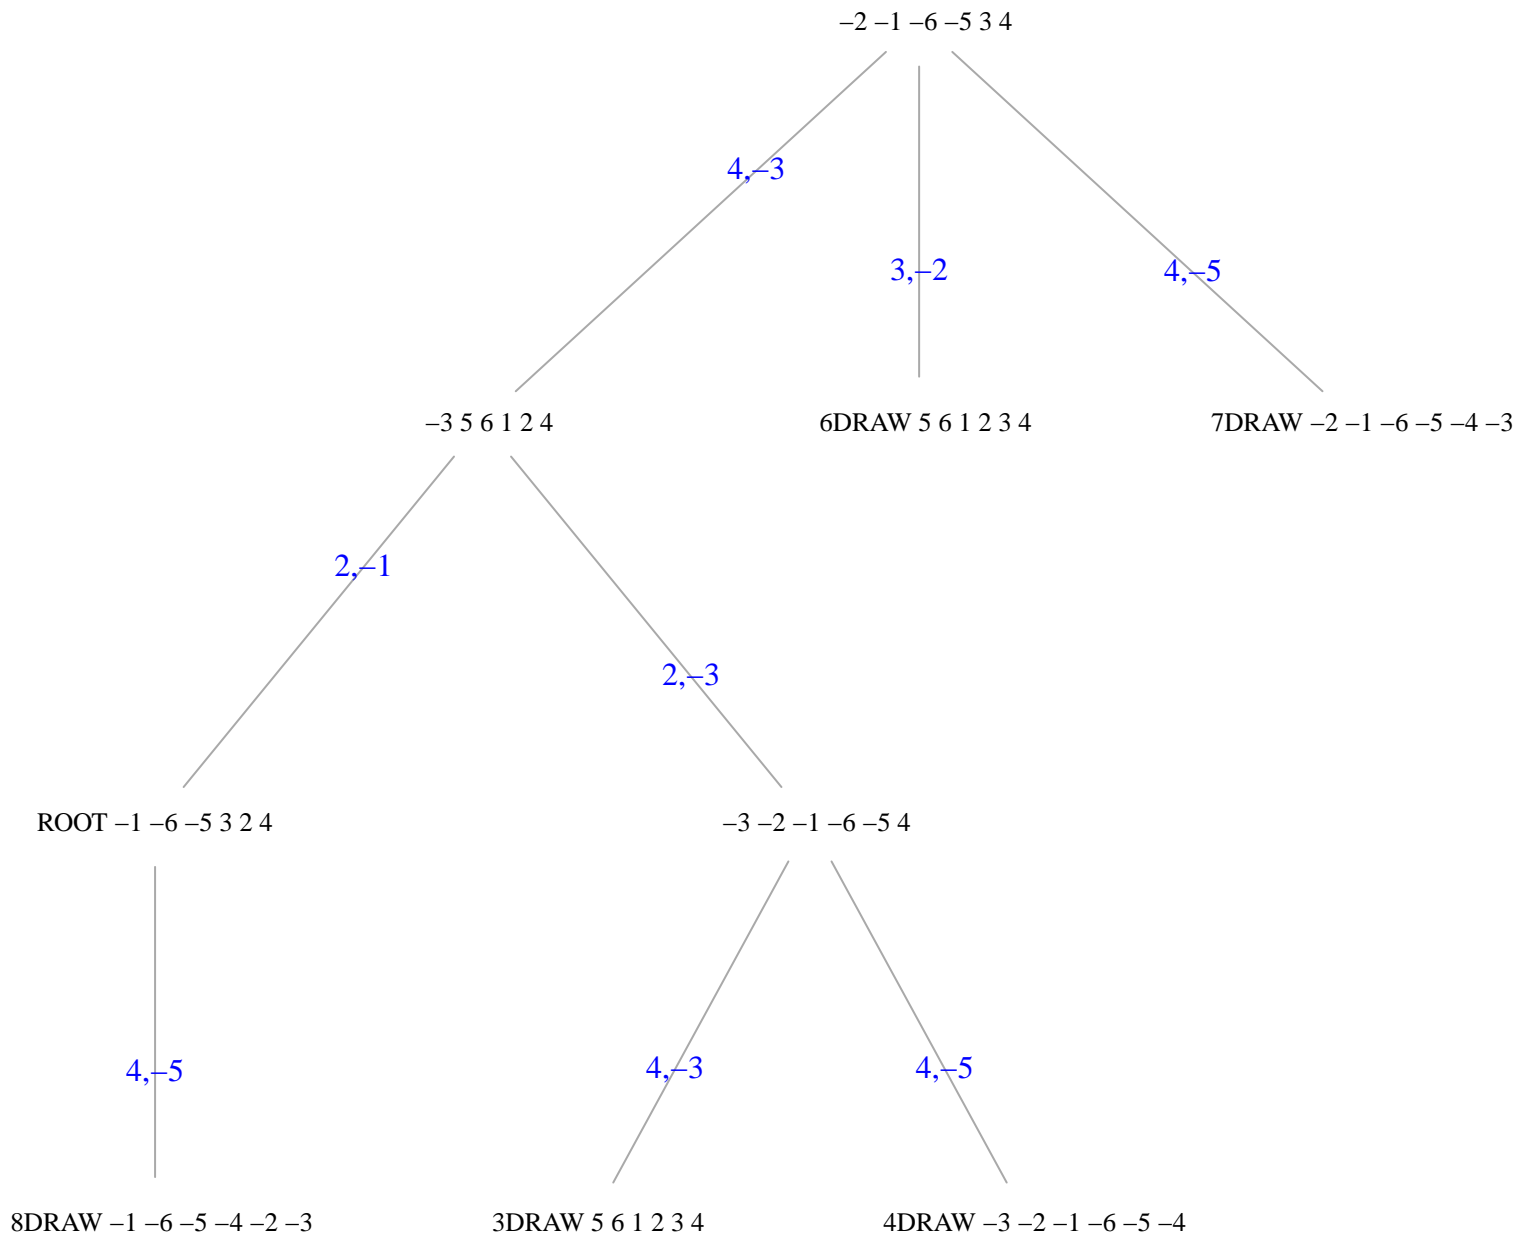 –2 –1 –6 –5 3 4
4,–3
3,–2
4,–5
–3 5 6 1 2 4
6DRAW 5 6 1 2 3 4
7DRAW –2 –1 –6 –5 –4 –3
2,–1
2,–3
ROOT –1 –6 –5 3 2 4
–3 –2 –1 –6 –5 4
4,–5
4,–3
4,–5
8DRAW –1 –6 –5 –4 –2 –3
3DRAW 5 6 1 2 3 4
4DRAW –3 –2 –1 –6 –5 –4